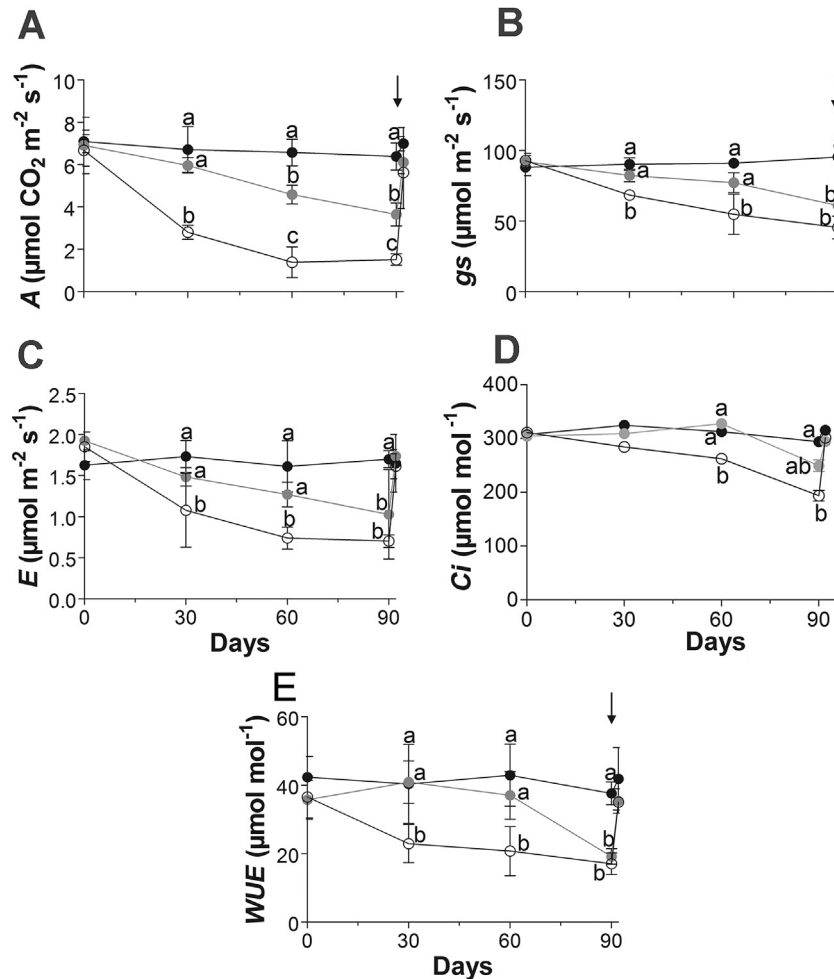 A
A (µmol CO2 m-2 s-1)
10
8
6
4
2
0
a
a
a
a
b
b
b
c
c
B
gs (µmol m-2 s-1)
150
100
50
0
a
a
a
a
a
b
b
b
b
C
E (µmol m-2 s-1)
2.5
2.0
1.5
1.0
0.5
0.0
a
a
a
a
a
b
b
b
b
0 30 60 90
Days
D
Ci (µmol mol-1)
400
300
200
100
0
a
a
a
ab
b
b
0 30 60 90
Days
E
WUE (µmol mol-1)
60
40
20
0
a
a
a
a
a
b
b
b
b
0 30 60 90
Days